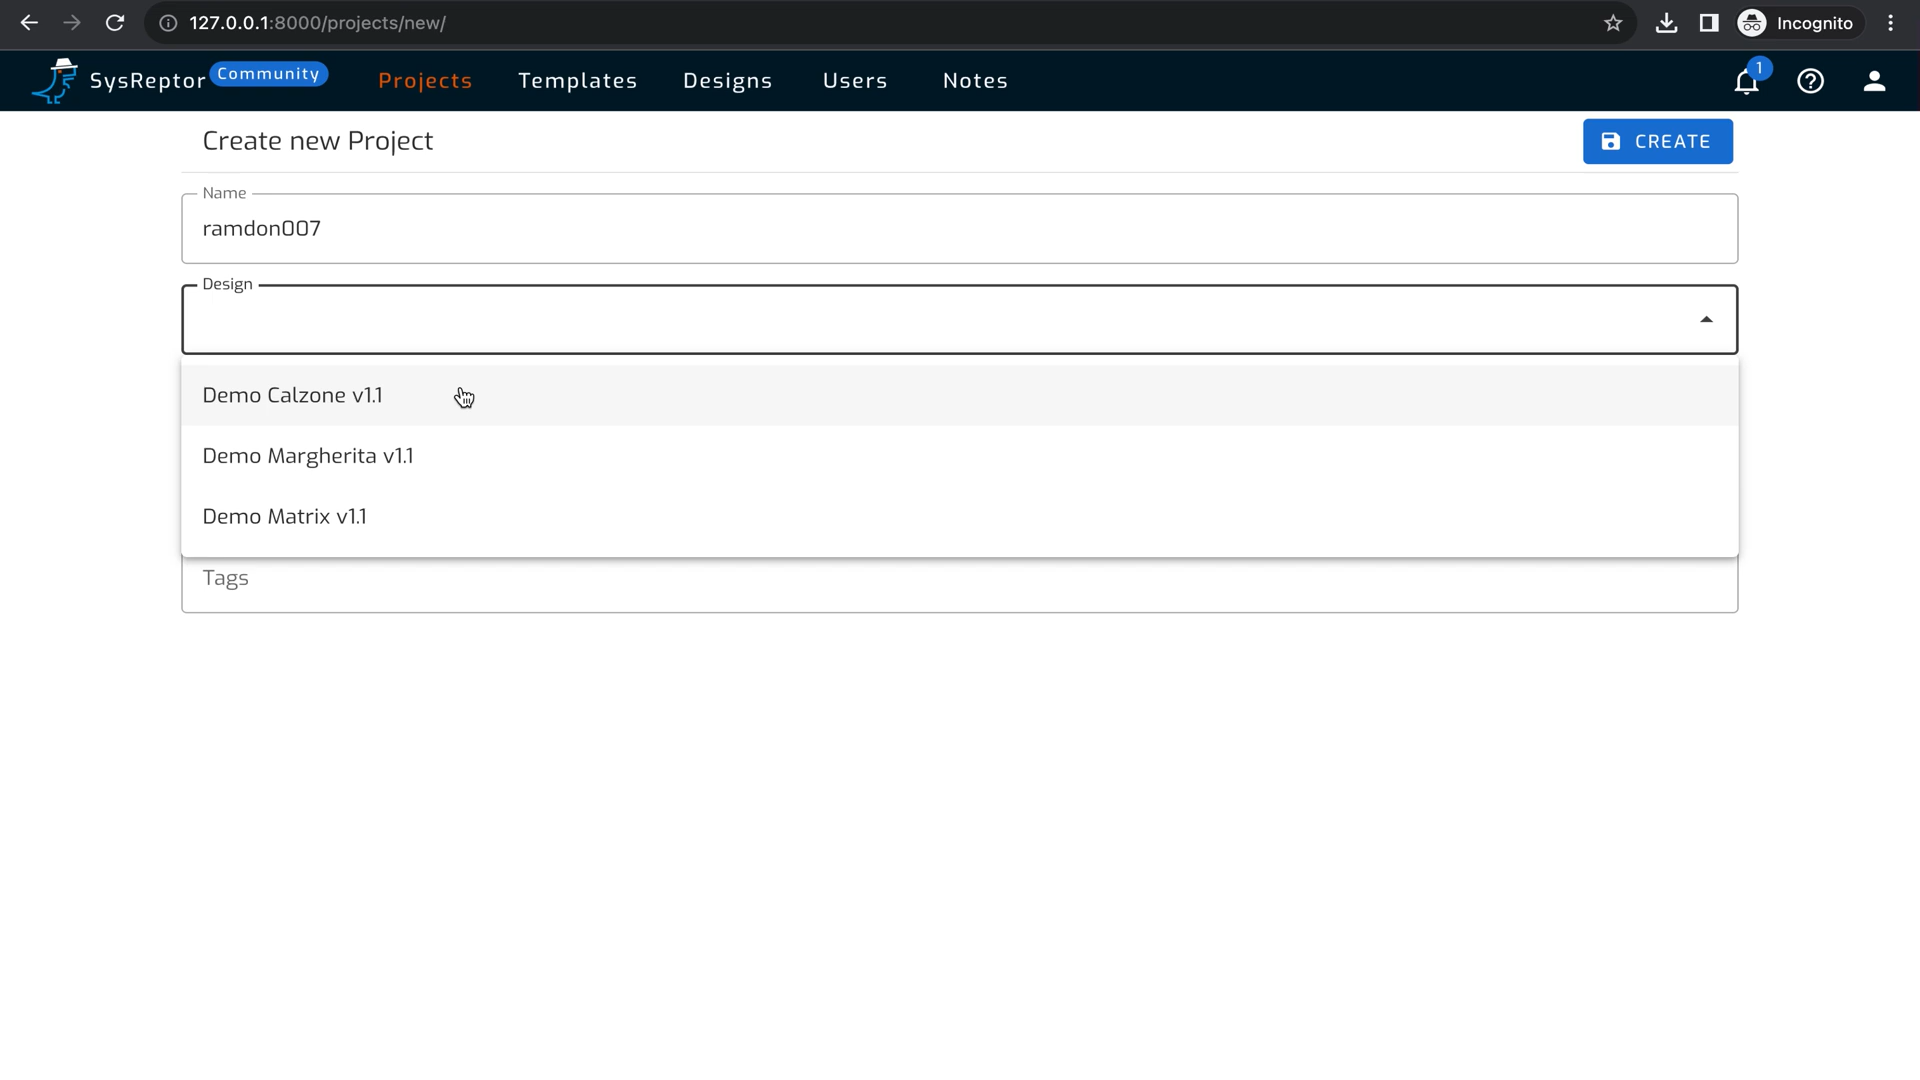 127.0.0.1:8000/projects/new/
Incognito
SysReptor Community Projects Templates Designs Users Notes 1
Create new Project CREATE
Name
ramdon007
Design
Demo Calzone v1.1
Demo Margherita v1.1
Demo Matrix v1.1
Tags